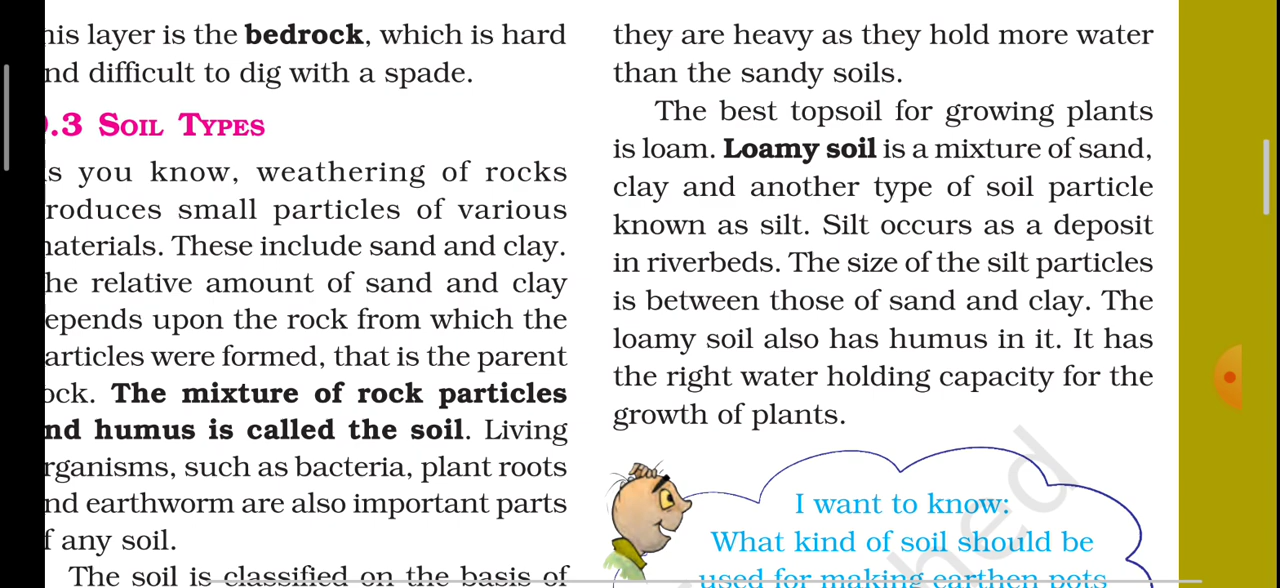 his layer is the bedrock, which is hard
nd difficult to dig with a spade.
.3 SOIL TYPES
s you know, weathering of rocks
roduces small particles of various
aterials. These include sand and clay.
he relative amount of sand and clay
epends upon the rock from which the
articles were formed, that is the parent
ock. The mixture of rock particles
nd humus is called the soil. Living
rganisms, such as bacteria, plant roots
nd earthworm are also important parts
f any soil.
The soil is classified on the basis of
they are heavy as they hold more water
than the sandy soils.
The best topsoil for growing plants
is loam. Loamy soil is a mixture of sand,
clay and another type of soil particle
known as silt. Silt occurs as a deposit
in riverbeds. The size of the silt particles
is between those of sand and clay. The
loamy soil also has humus in it. It has
the right water holding capacity for the
growth of plants.
I want to know:
What kind of soil should be
used for making earthen pots
hed